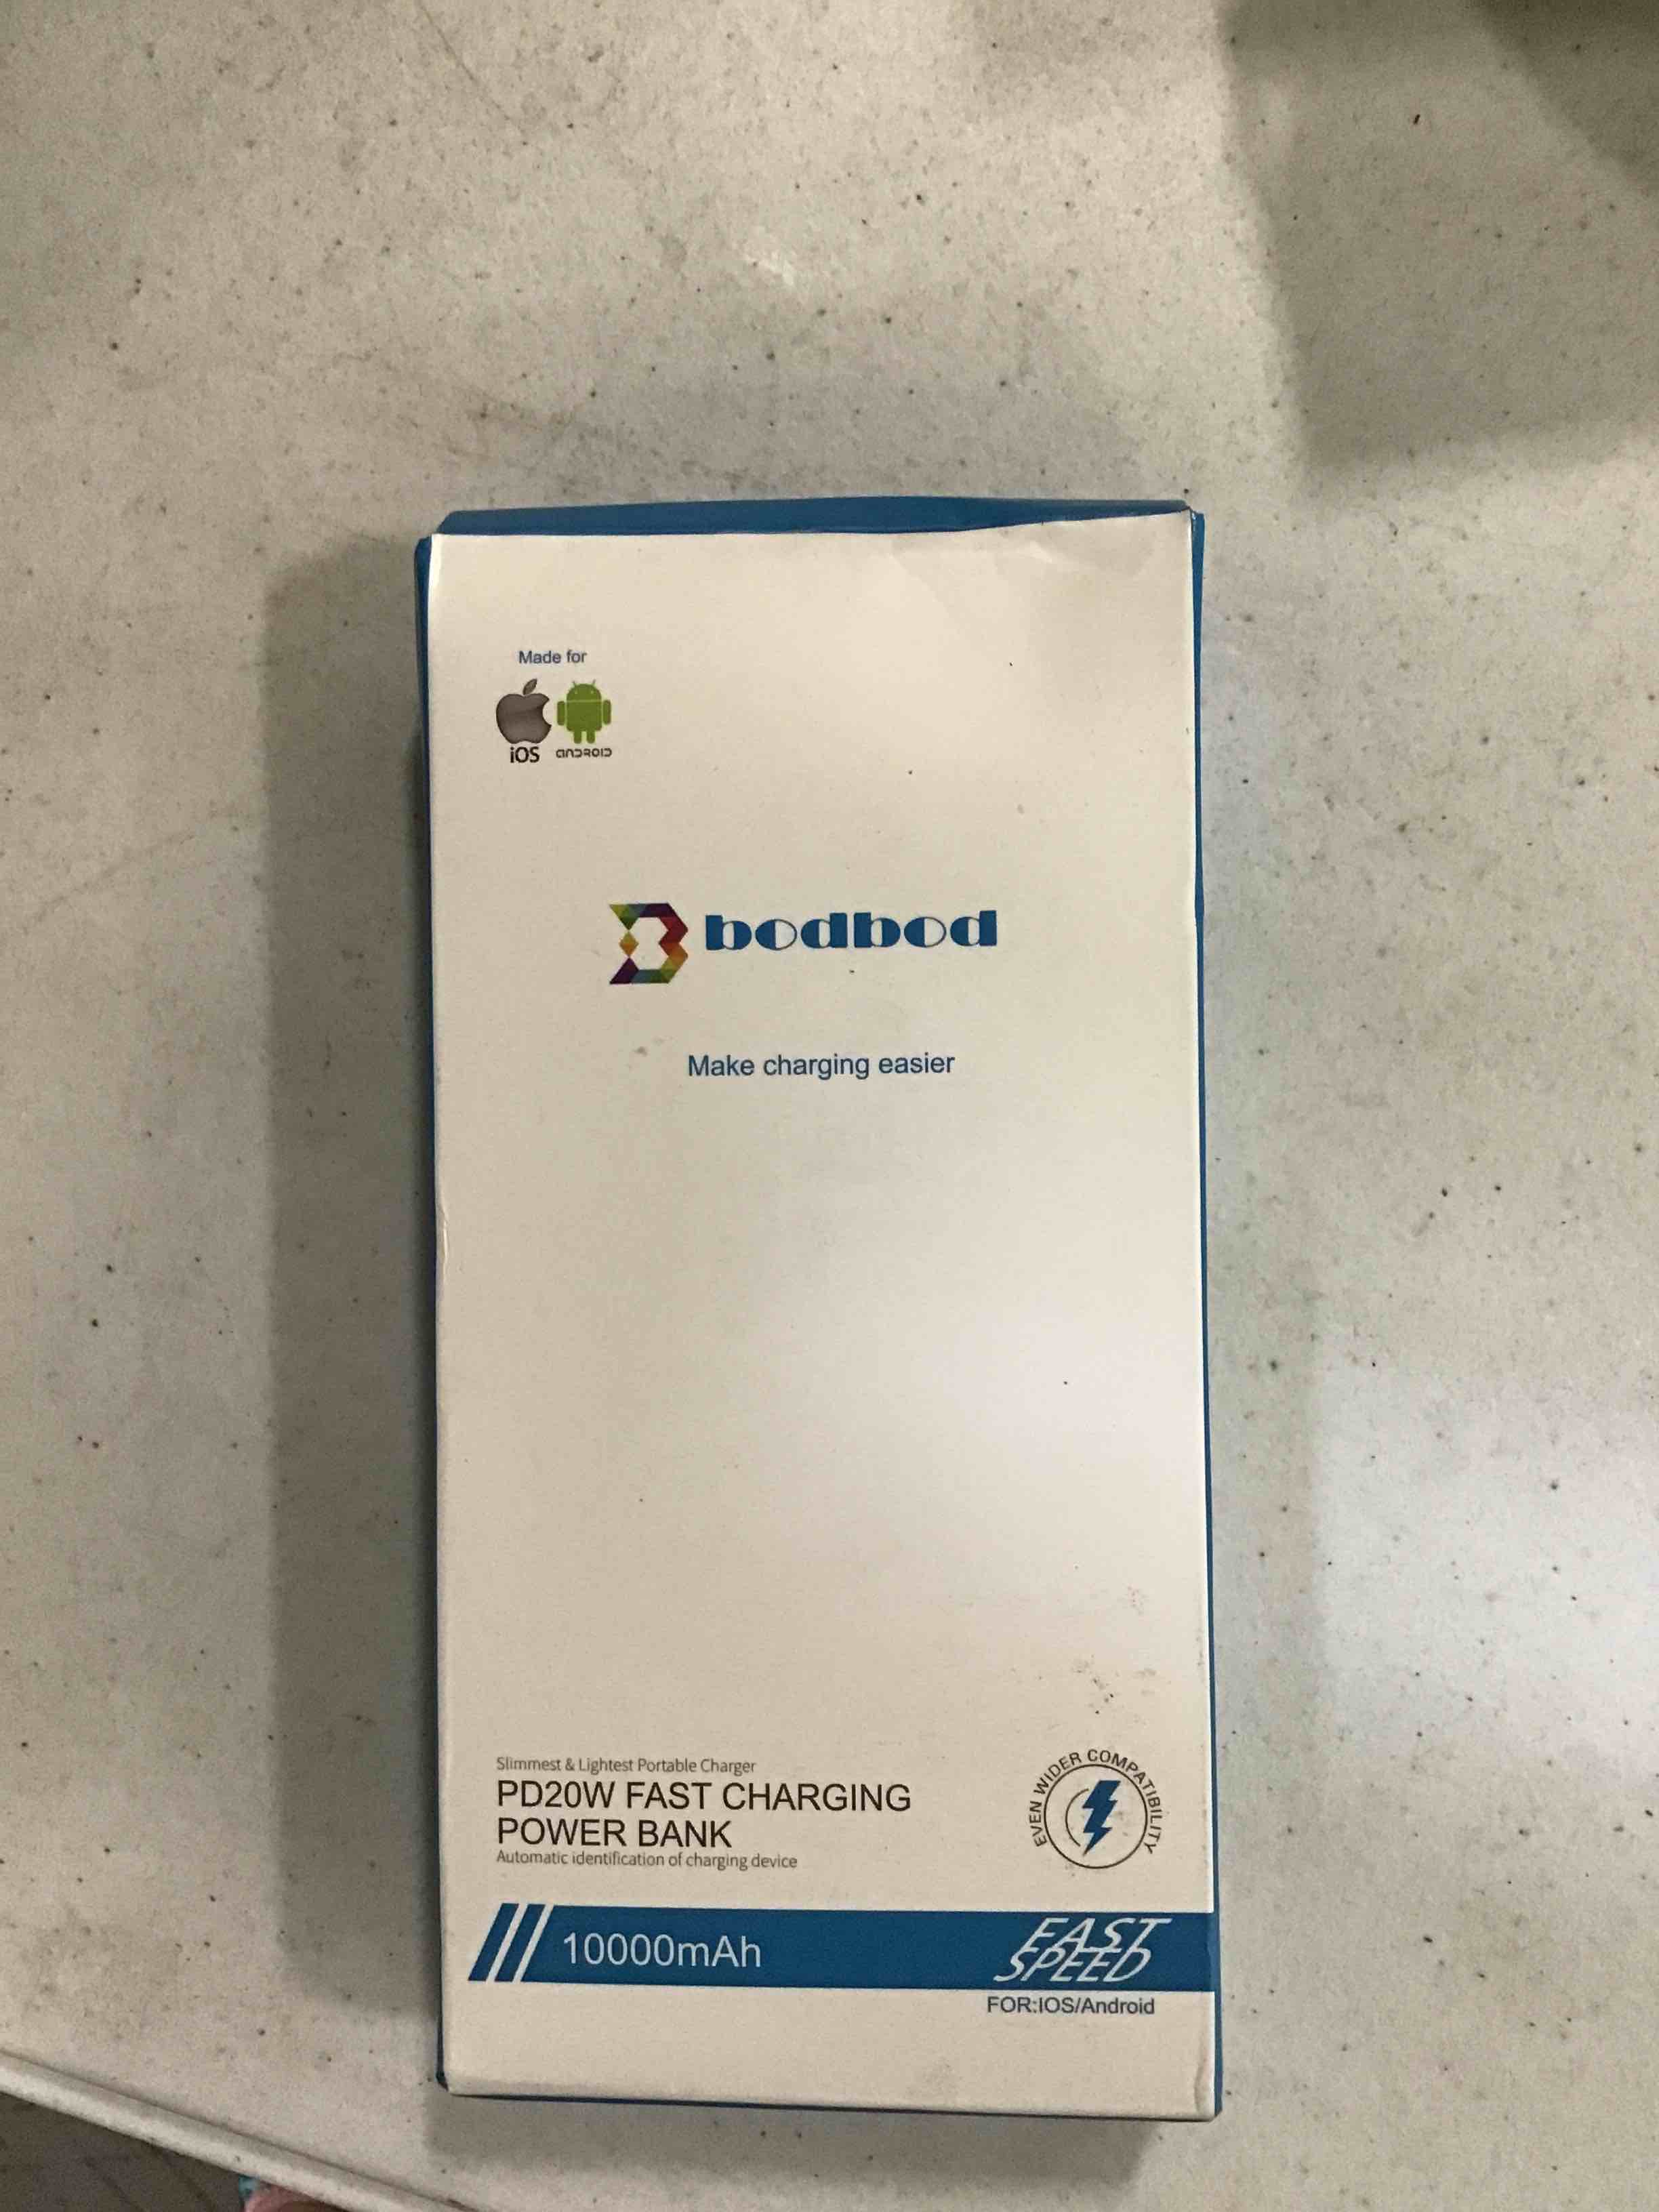 Made for
iOS ANDROID
bodbod
Make charging easier
Slimmest & Lightest Portable Charger
PD20W FAST CHARGING
POWER BANK
Automatic identification of charging device
EVEN WIDER COMPATIBILITY
10000mAh
FAST
SPEED
FOR:IOS/Android